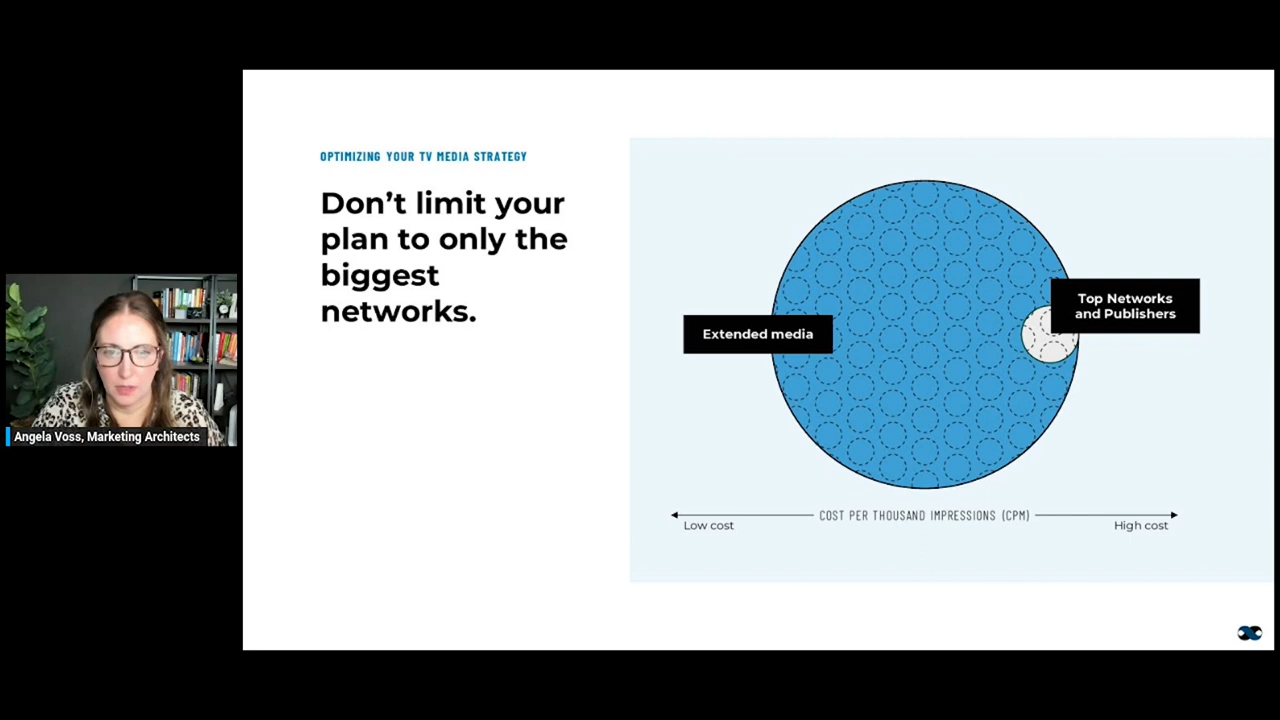 OPTIMIZING YOUR TV MEDIA STRATEGY
Don’t limit your
plan to only the
biggest
networks.
Top Networks
and Publishers
Extended media
COST PER THOUSAND IMPRESSIONS (CPM)
Low cost
High cost
Angela Voss, Marketing Architects